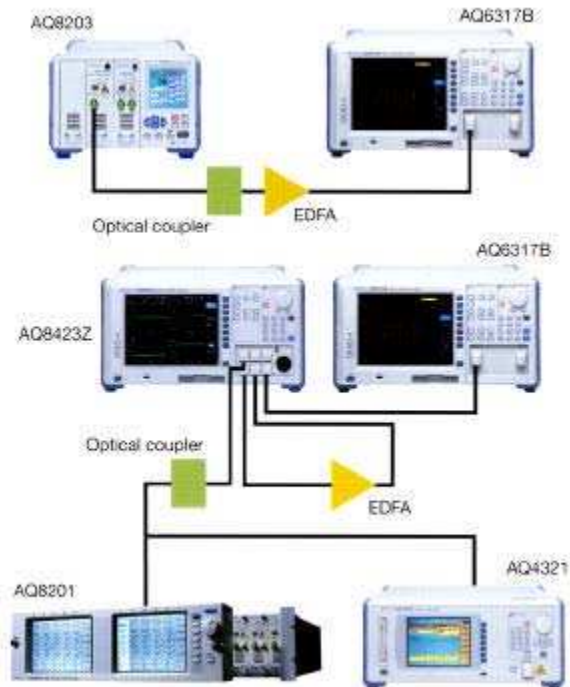 AQ8203
AQ6317B
Optical coupler
EDFA
AQ6317B
AQ8423Z
Optical coupler
EDFA
AQ8201
AQ4321